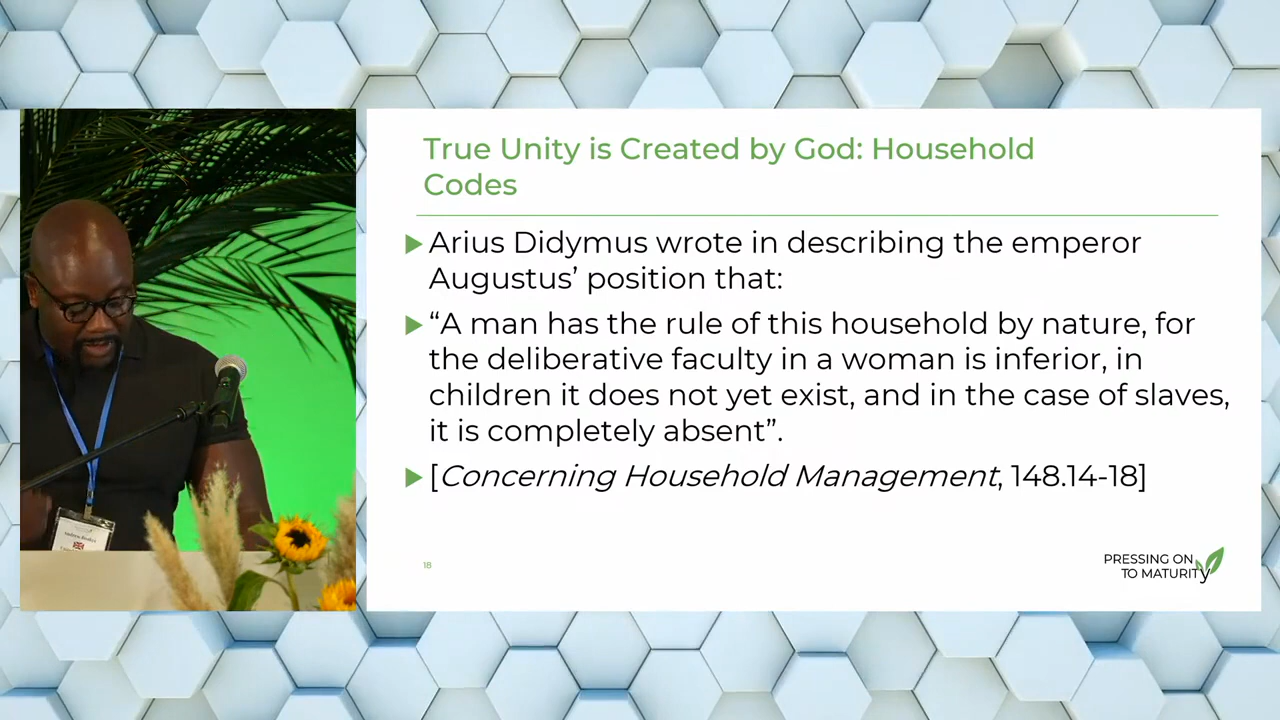 True Unity is Created by God: Household
Codes
Arius Didymus wrote in describing the emperor
Augustus’ position that:
“A man has the rule of this household by nature, for
the deliberative faculty in a woman is inferior, in
children it does not yet exist, and in the case of slaves,
it is completely absent”.
[Concerning Household Management, 148.14-18]
18
PRESSING ON
TO MATURITY